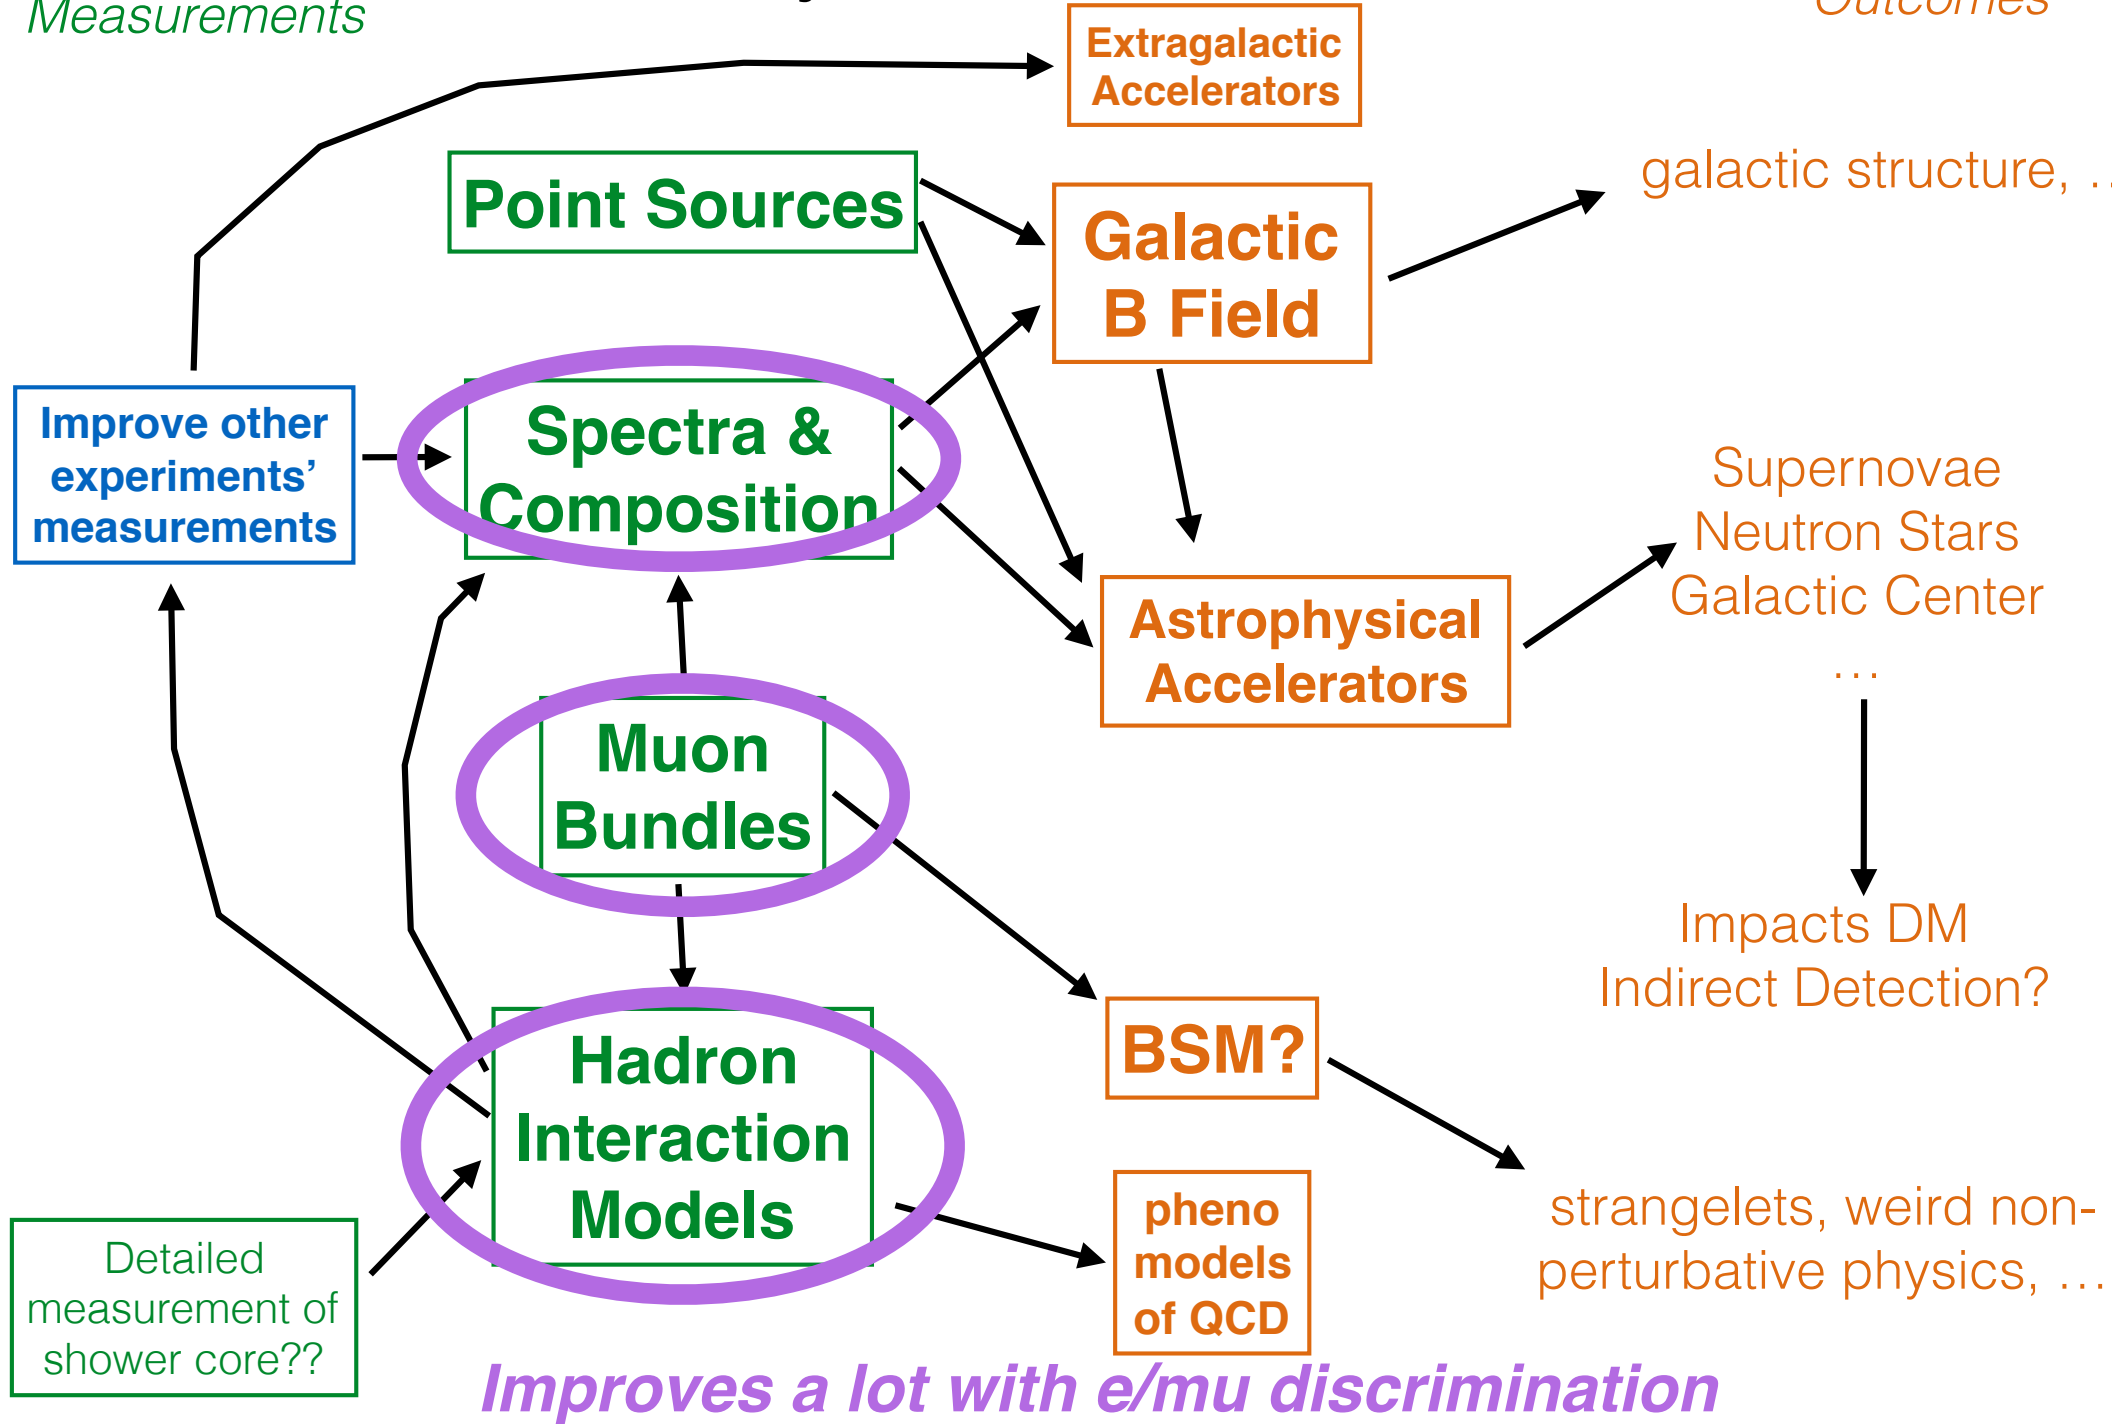 Measurements
Outcomes
Extragalactic
Accelerators
Point Sources
galactic structure, ..
Galactic
B Field
Improve other
experiments’
measurements
Spectra &
Composition
Supernovae
Neutron Stars
Galactic Center
...
Astrophysical
Accelerators
Muon
Bundles
Impacts DM
Indirect Detection?
Hadron
Interaction
Models
BSM?
pheno
models
of QCD
strangelets, weird non-
perturbative physics, ...
Detailed
measurement of
shower core??
Improves a lot with e/mu discrimination